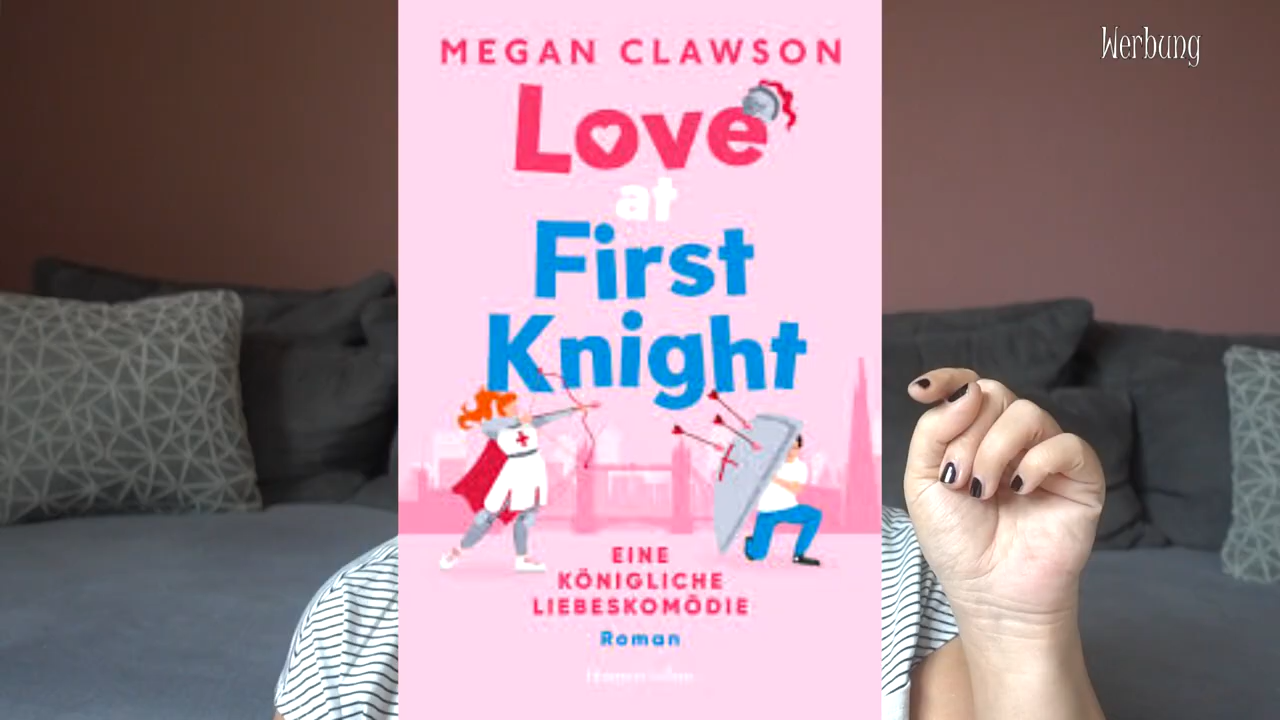 Werbung
MEGAN CLAWSON
Love
at
First
Knight
EINE
KÖNIGLICHE
LIEBESKOMÖDIE
Roman